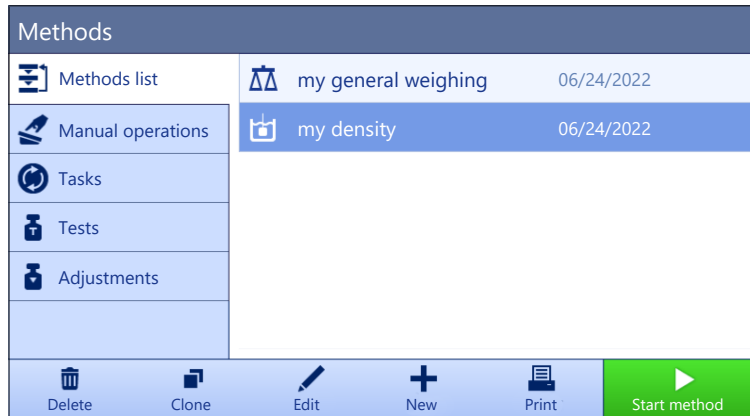 Methods
Methods list
my general weighing 06/24/2022
Manual operations
my density 06/24/2022
Tasks
Tests
Adjustments
Delete Clone Edit New Print Start method